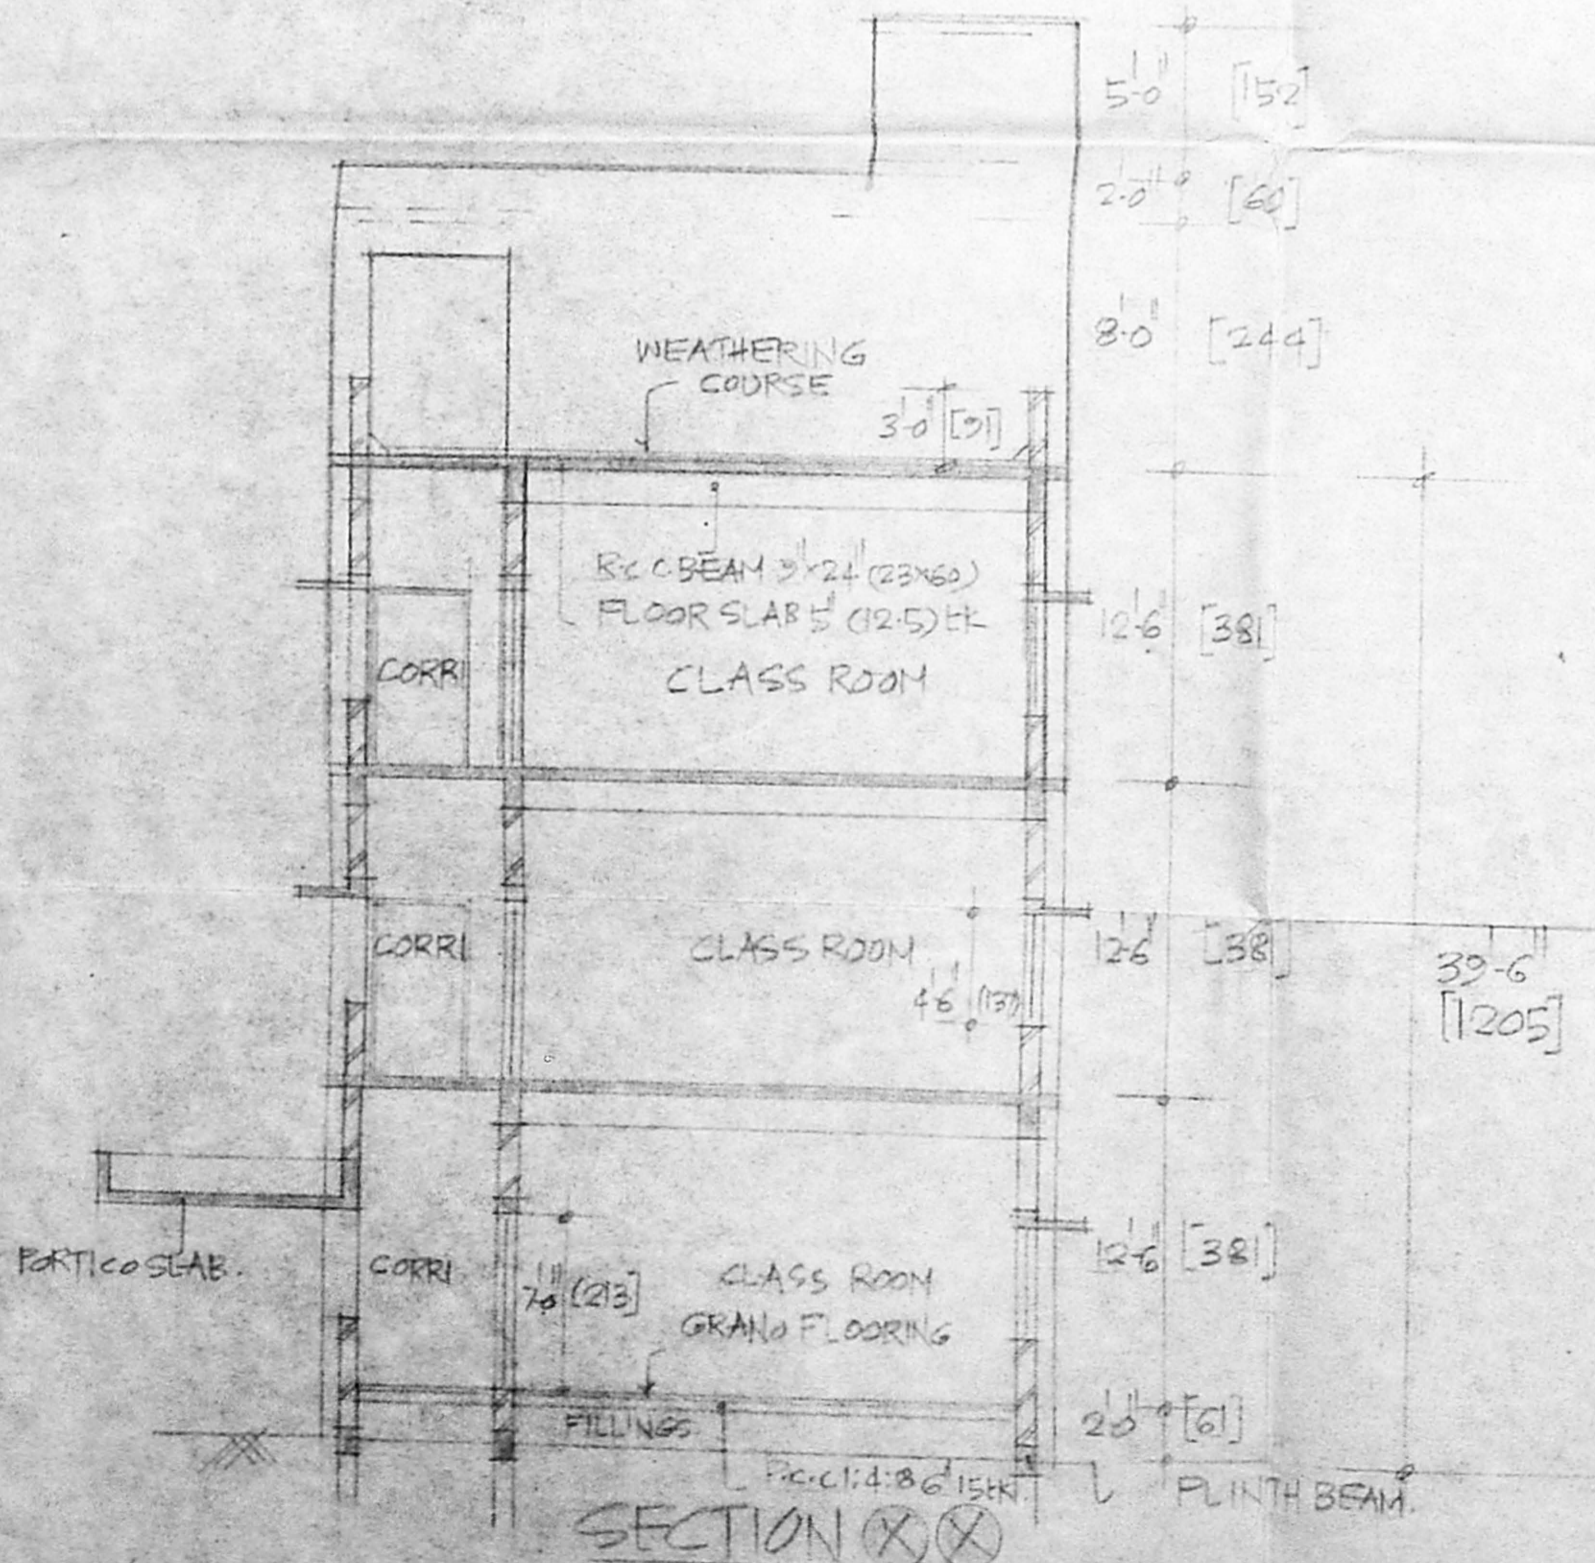 5'-0" [152]
2'-0" [60]
8'-0" [244]
WEATHERING
COURSE
3'-0" [91]
R.C.C. BEAM 9"x24" (23x60)
FLOOR SLAB 5" (12.5) tK
12'-6" [381]
CORRI
CLASS ROOM
CORRI
CLASS ROOM
12'-6" [381]
39'-6"
[1205]
4'-6" (137)
PORTICO SLAB.
CORRI
7'-0" (213]
CLASS ROOM
12'-6" [381]
GRANO FLOORING
FILLINGS
2'-0" [61]
P.C.C 1:4:8 6" 15tK.
PLINTH BEAM.
SECTION X X